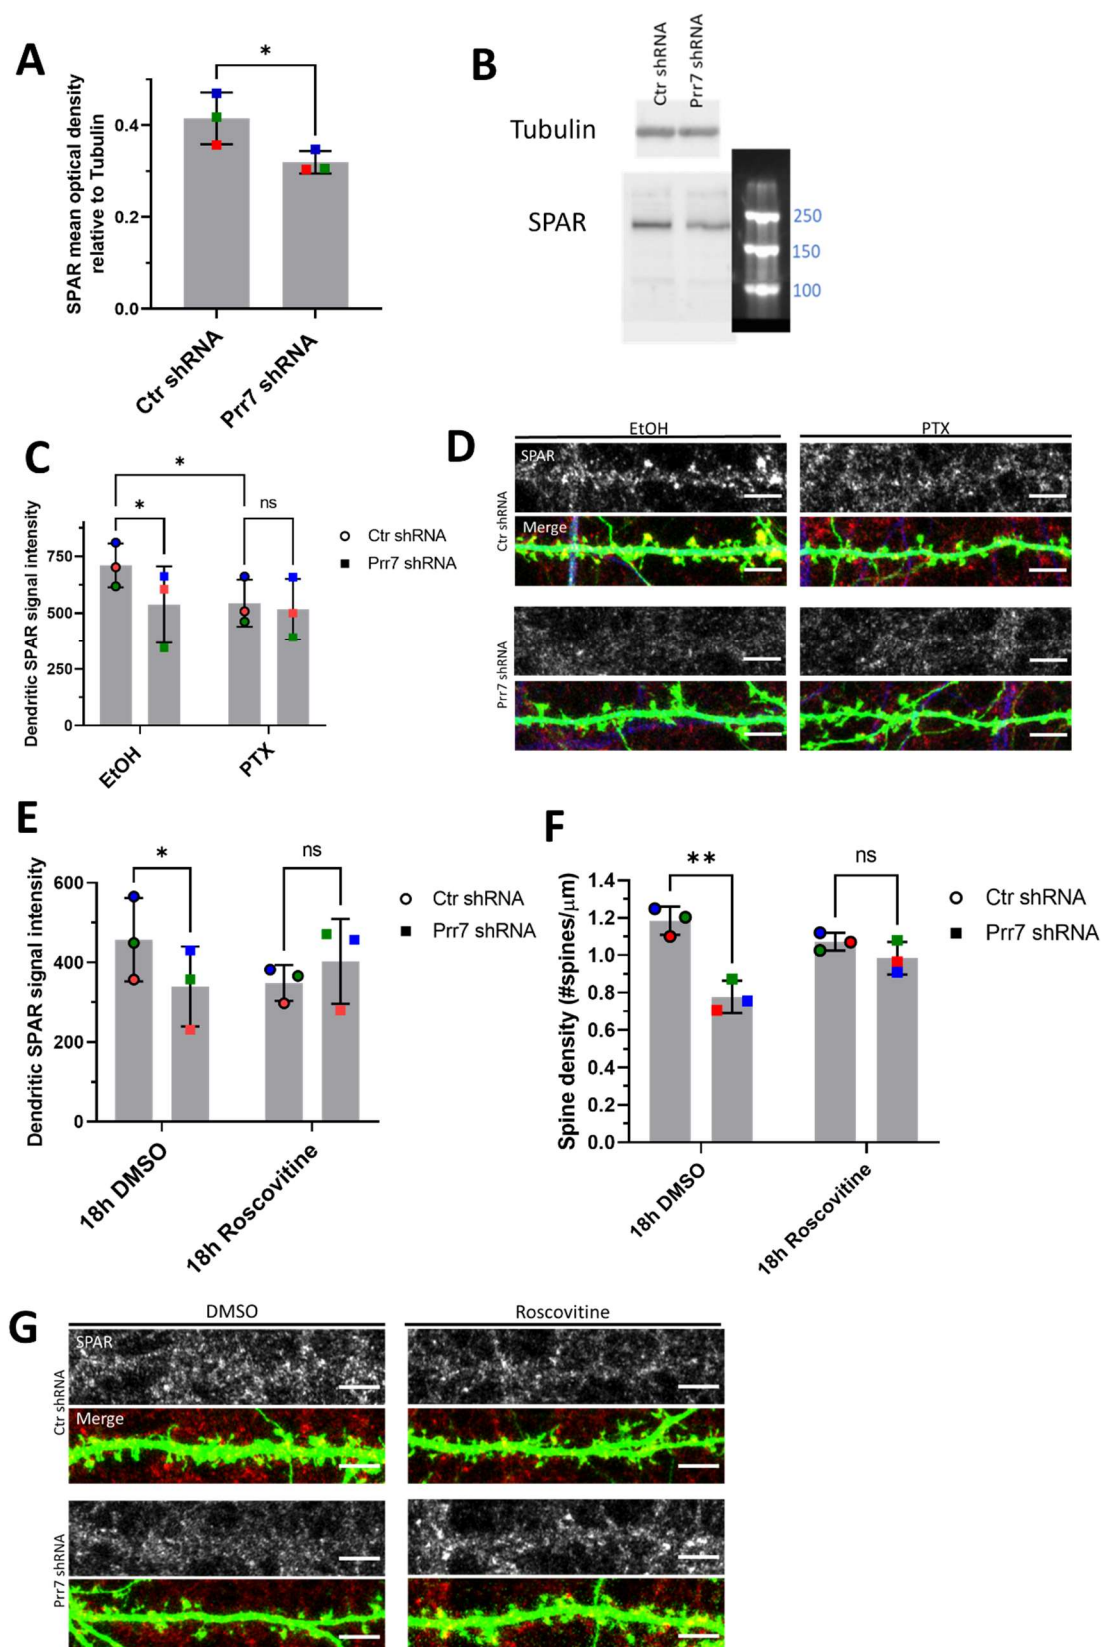 A
*
SPAR mean optical density
relative to Tubulin
0.4
0.2
0.0
Ctr shRNA
Prr7 shRNA
B
Ctr shRNA
Prr7 shRNA
Tubulin
SPAR
250
150
100
C
*
*
ns
Dendritic SPAR signal intensity
750
500
250
0
EtOH
PTX
Ctr shRNA
Prr7 shRNA
D
EtOH
PTX
Ctr shRNA
SPAR
Merge
Prr7 shRNA
E
*
ns
Dendritic SPAR signal intensity
600
400
200
0
18h DMSO
18h Roscovitine
Ctr shRNA
Prr7 shRNA
F
**
ns
Spine density (#spines/μm)
1.4
1.2
1.0
0.8
0.6
0.4
0.2
0.0
18h DMSO
18h Roscovitine
Ctr shRNA
Prr7 shRNA
G
DMSO
Roscovitine
Ctr shRNA
SPAR
Merge
Prr7 shRNA